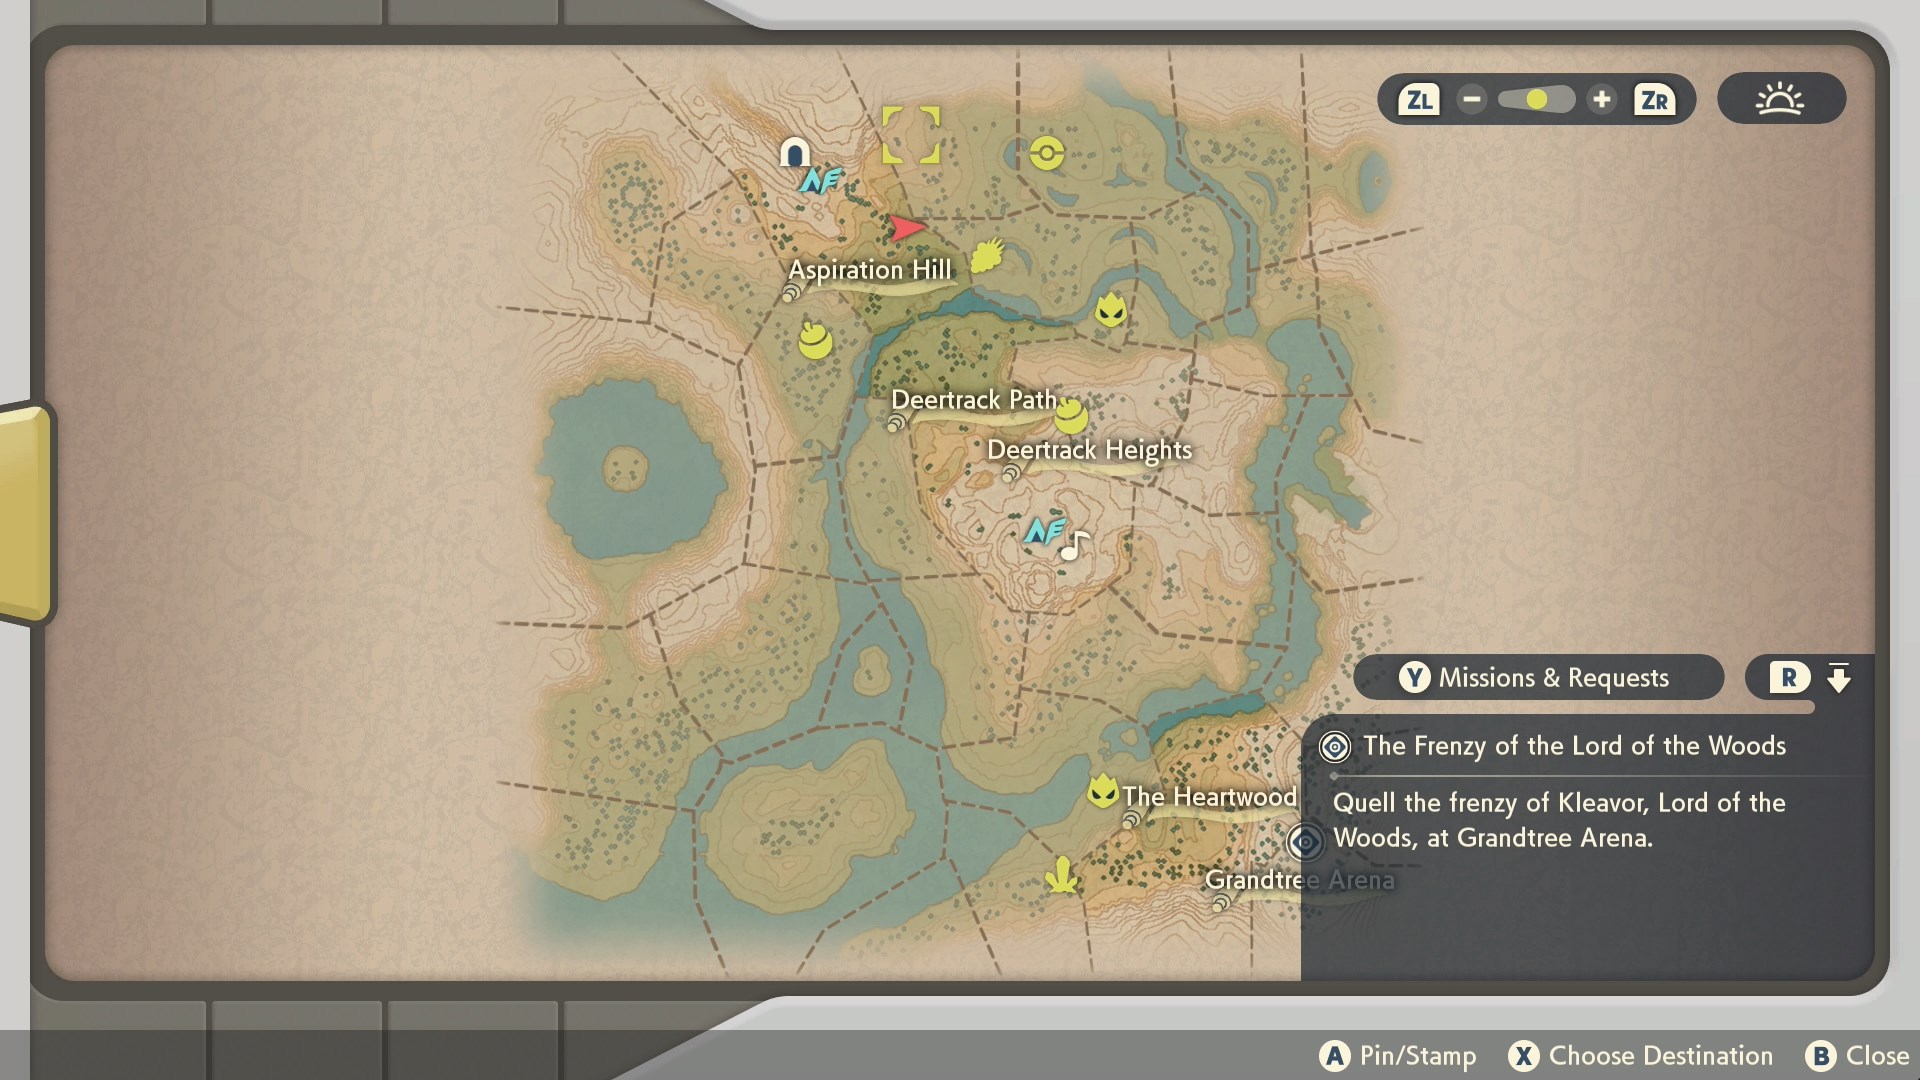 ZL
ZR
Aspiration Hill
Deertrack Path
Deertrack Heights
Y Missions & Requests
R
The Frenzy of the Lord of the Woods
Quell the frenzy of Kleavor, Lord of the
Woods, at Grandtree Arena.
The Heartwood
Grandtree Arena
A Pin/Stamp
X Choose Destination
B Close